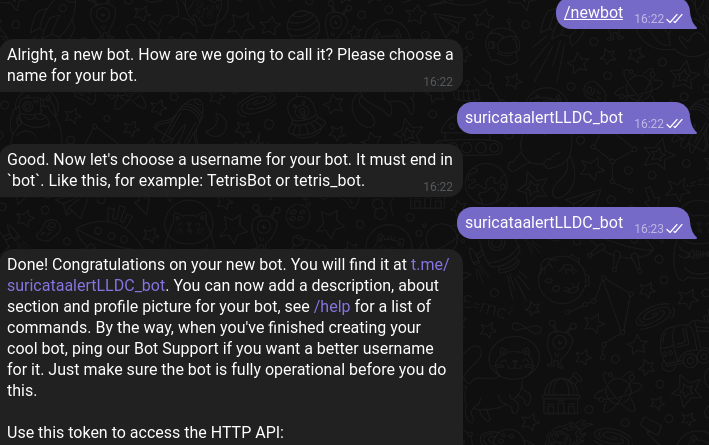 /newbot 16:22
Alright, a new bot. How are we going to call it? Please choose a
name for your bot. 16:22
suricataalertLLDC_bot 16:22
Good. Now let's choose a username for your bot. It must end in
`bot`. Like this, for example: TetrisBot or tetris_bot. 16:22
suricataalertLLDC_bot 16:23
Done! Congratulations on your new bot. You will find it at t.me/
suricataalertLLDC_bot. You can now add a description, about
section and profile picture for your bot, see /help for a list of
commands. By the way, when you've finished creating your
cool bot, ping our Bot Support if you want a better username
for it. Just make sure the bot is fully operational before you do
this.
Use this token to access the HTTP API: